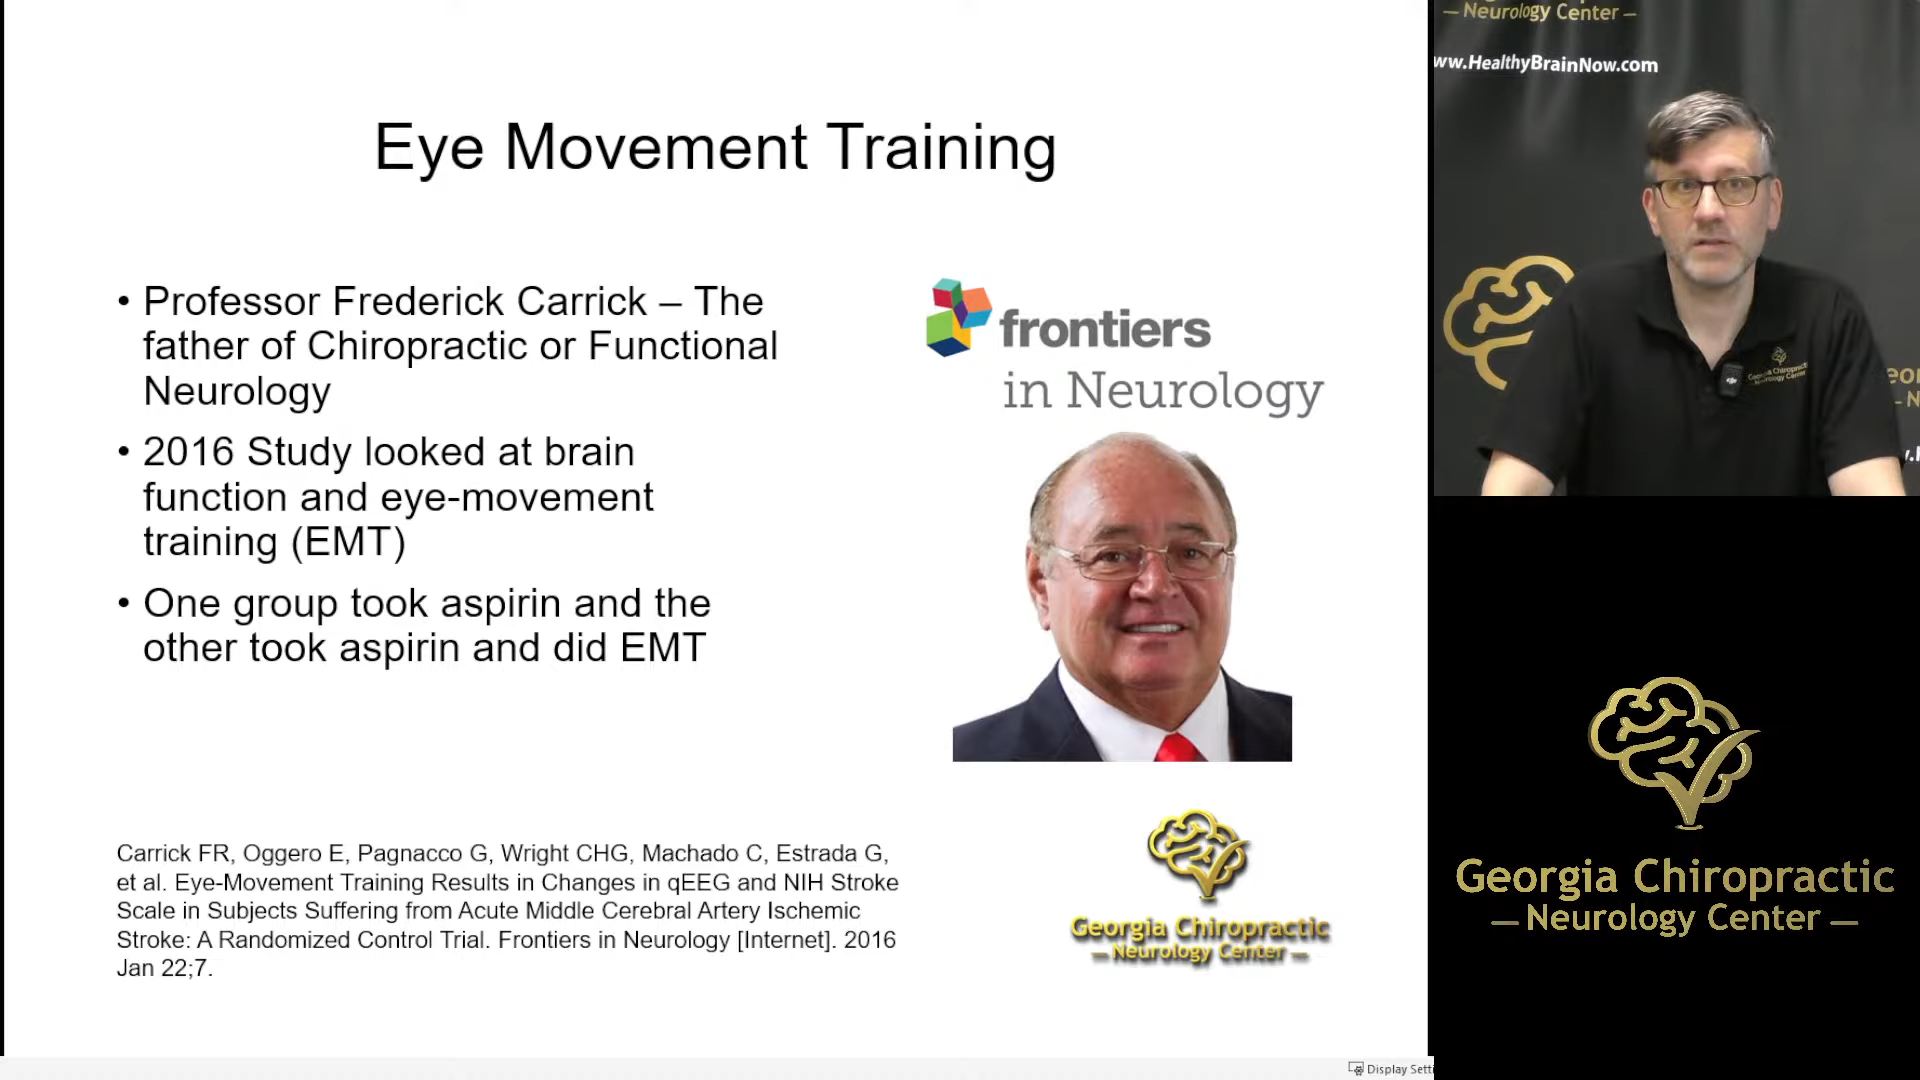 Eye Movement Training
• Professor Frederick Carrick – The
father of Chiropractic or Functional
Neurology
• 2016 Study looked at brain
function and eye-movement
training (EMT)
• One group took aspirin and the
other took aspirin and did EMT
frontiers
in Neurology
Carrick FR, Oggero E, Pagnacco G, Wright CHG, Machado C, Estrada G,
et al. Eye-Movement Training Results in Changes in qEEG and NIH Stroke
Scale in Subjects Suffering from Acute Middle Cerebral Artery Ischemic
Stroke: A Randomized Control Trial. Frontiers in Neurology [Internet]. 2016
Jan 22;7.
Georgia Chiropractic
— Neurology Center —
Display Setti
— Neurology Center —
ww.HealthyBrainNow.com
Georgia Chiropractic
Neurology Center
Georgia Chiropractic
— Neurology Center —